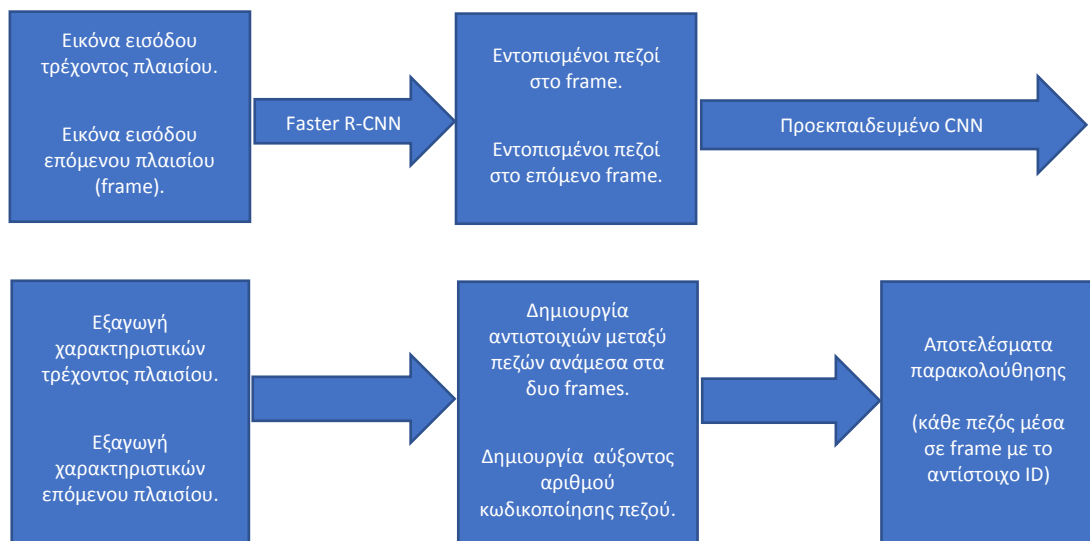 Εικόνα εισόδου
τρέχοντος πλαισίου.
Εικόνα εισόδου
επόμενου πλαισίου
(frame).
Faster R-CNN
Εντοπισμένοι πεζοί
στο frame.
Εντοπισμένοι πεζοί
στο επόμενο frame.
Προεκπαιδευμένο CNN
Εξαγωγή
χαρακτηριστικών
τρέχοντος πλαισίου.
Εξαγωγή
χαρακτηριστικών
επόμενου πλαισίου.
Δημιουργία
αντιστοιχιών μεταξύ
πεζών ανάμεσα στα
δυο frames.
Δημιουργία αύξοντος
αριθμού
κωδικοποίησης πεζού.
Αποτελέσματα
παρακολούθησης
(κάθε πεζός μέσα
σε frame με το
αντίστοιχο ID)